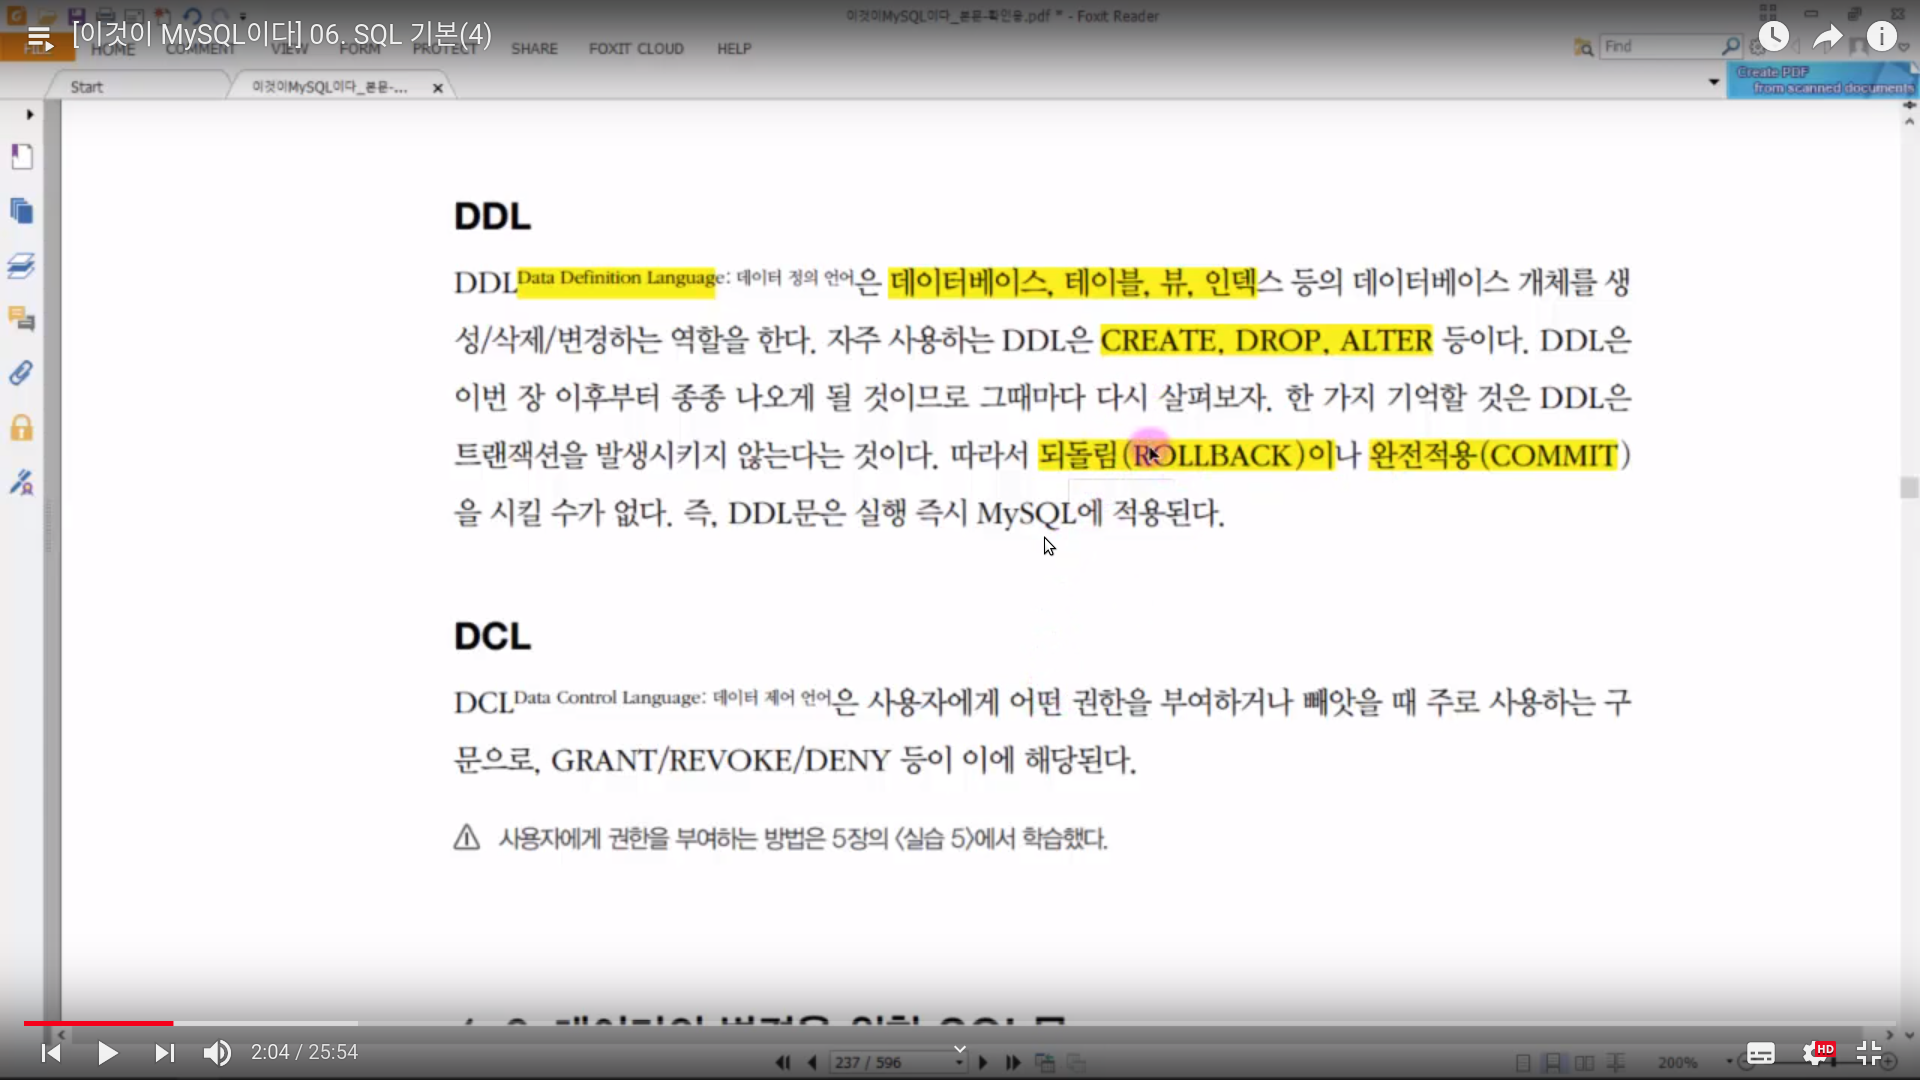 [이것이 MySQL이다] 06. SQL 기본(4)
이것이MySQL이다_본문-확인용.pdf * - Foxit Reader
HOME COMMENT VIEW FORM PROTECT SHARE FOXIT CLOUD HELP
Find
Start
이것이MySQL이다_본문-...
Create PDF
from scanned documents
DDL
DDL Data Definition Language: 데이터 정의 언어은 데이터베이스, 테이블, 뷰, 인덱스 등의 데이터베이스 개체를 생
성/삭제/변경하는 역할을 한다. 자주 사용하는 DDL은 CREATE, DROP, ALTER 등이다. DDL은
이번 장 이후부터 종종 나오게 될 것이므로 그때마다 다시 살펴보자. 한 가지 기억할 것은 DDL은
트랜잭션을 발생시키지 않는다는 것이다. 따라서 되돌림(ROLLBACK)이나 완전적용(COMMIT)
을 시킬 수가 없다. 즉, DDL문은 실행 즉시 MySQL에 적용된다.
DCL
DCL Data Control Language: 데이터 제어 언어은 사용자에게 어떤 권한을 부여하거나 빼앗을 때 주로 사용하는 구
문으로, GRANT/REVOKE/DENY 등이 이에 해당된다.
사용자에게 권한을 부여하는 방법은 5장의 〈실습 5〉에서 학습했다.
2:04 / 25:54
237 / 596
200%
HD